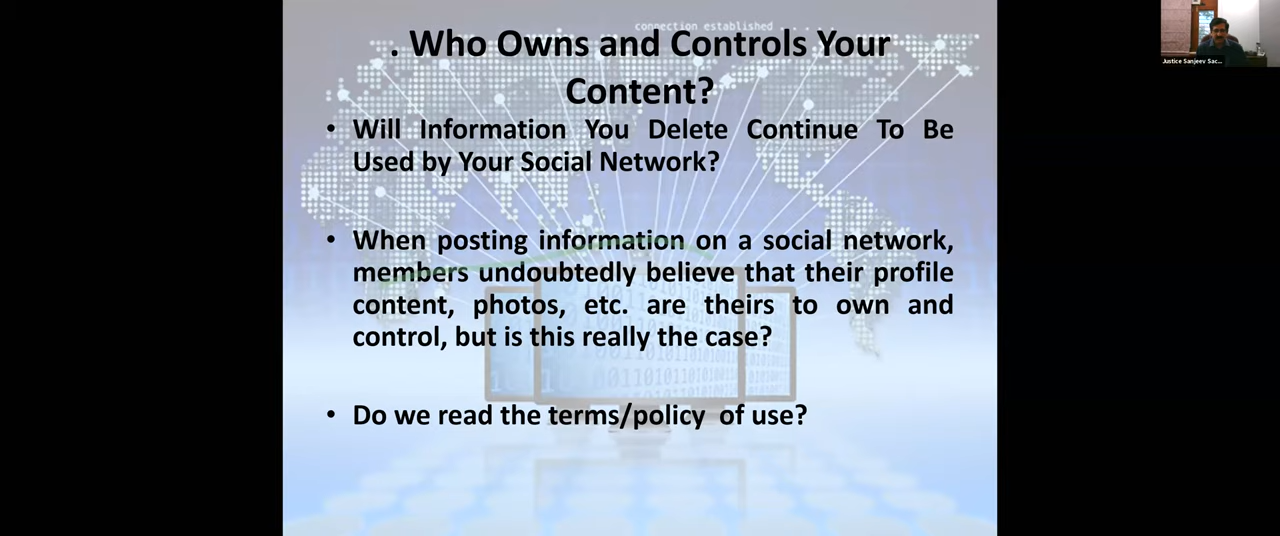 connection established . . . . .
. Who Owns and Controls Your
Content?
• Will Information You Delete Continue To Be
Used by Your Social Network?
• When posting information on a social network,
members undoubtedly believe that their profile
content, photos, etc. are theirs to own and
control, but is this really the case?
• Do we read the terms/policy of use?
Justice Sanjeev Sac...